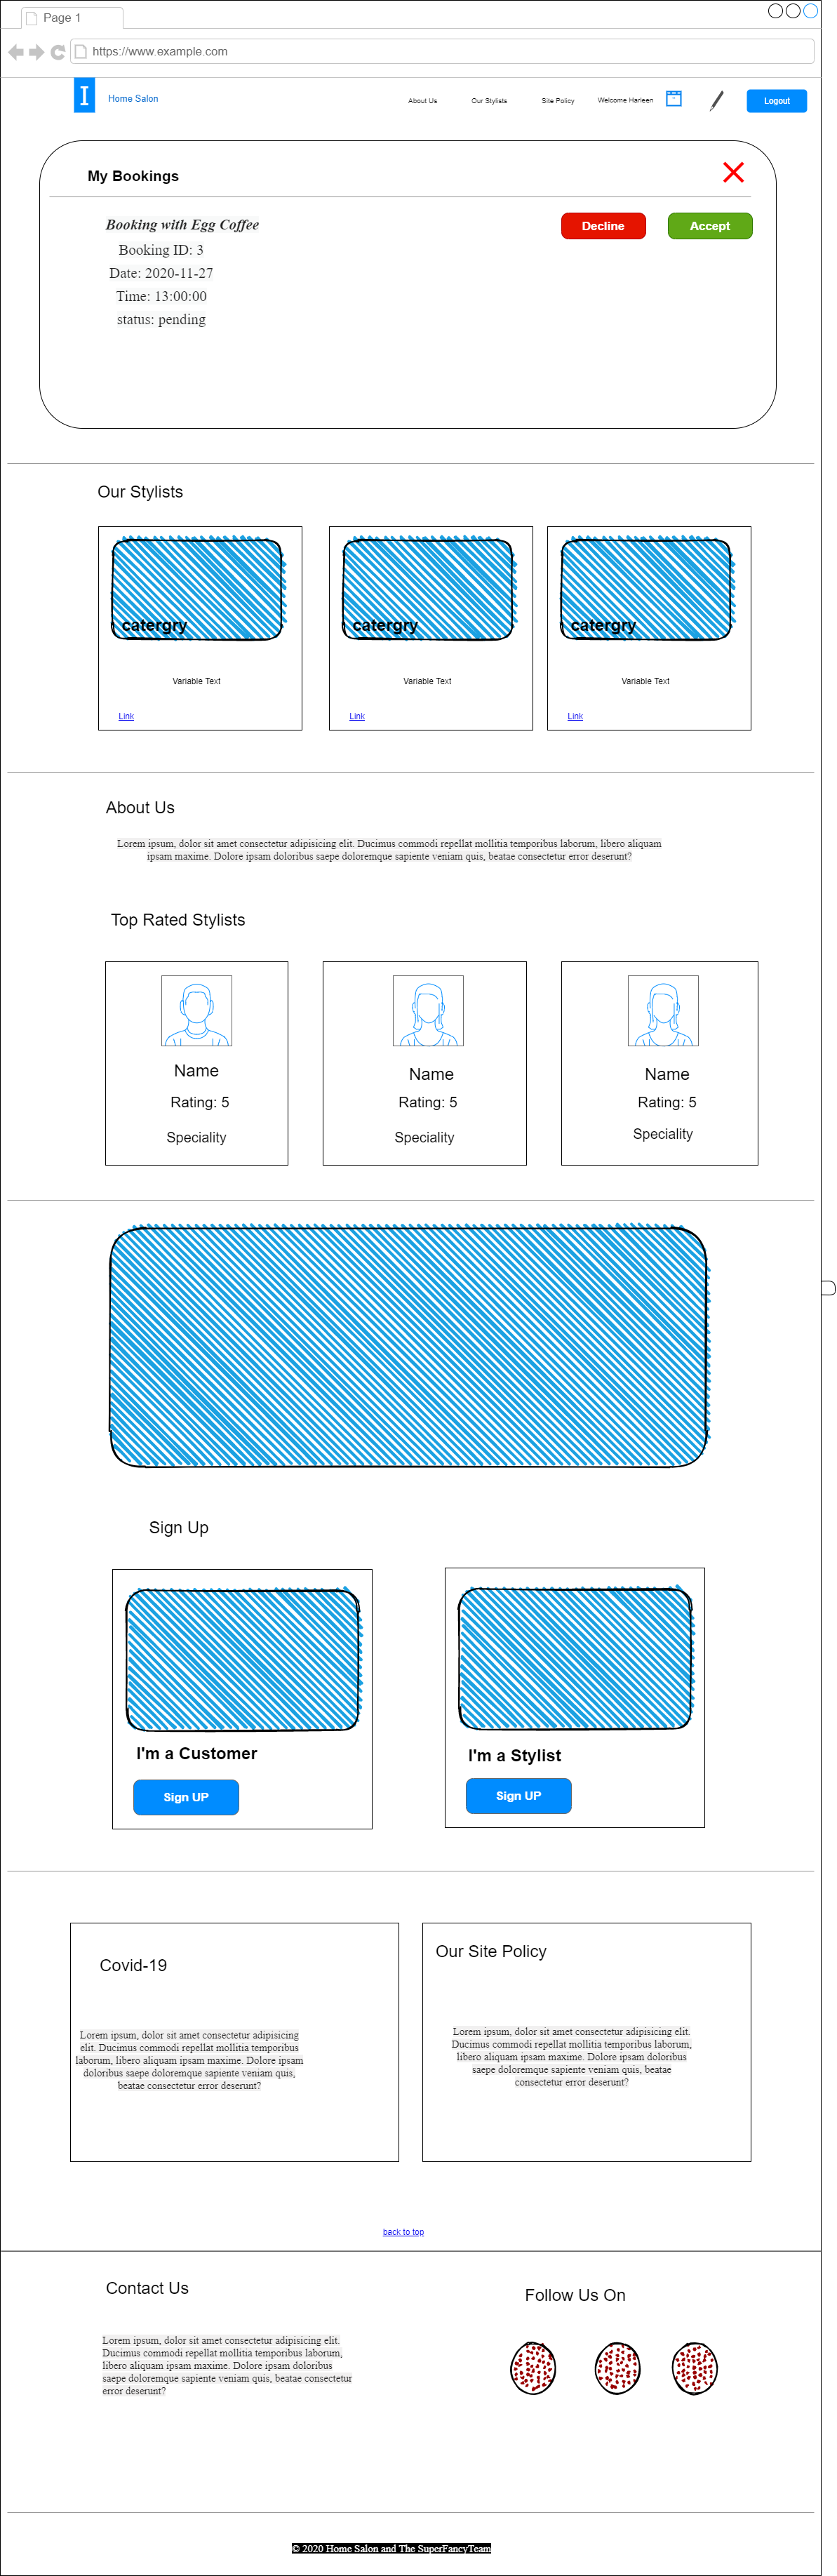 Page 1
https://www.example.com
I
Home Salon
About Us
Our Stylists
Site Policy
Welcome Harleen
Logout
My Bookings
Booking with Egg Coffee
Decline
Accept
Booking ID: 3
Date: 2020-11-27
Time: 13:00:00
status: pending
Our Stylists
catergry
catergry
catergry
Variable Text
Variable Text
Variable Text
Link
Link
Link
About Us
Lorem ipsum, dolor sit amet consectetur adipisicing elit. Ducimus commodi repellat mollitia temporibus laborum, libero aliquam
ipsam maxime. Dolore ipsam doloribus saepe doloremque sapiente veniam quis, beatae consectetur error deserunt?
Top Rated Stylists
Name
Rating: 5
Speciality
Name
Rating: 5
Speciality
Name
Rating: 5
Speciality
Sign Up
I'm a Customer
Sign UP
I'm a Stylist
Sign UP
Covid-19
Lorem ipsum, dolor sit amet consectetur adipisicing
elit. Ducimus commodi repellat mollitia temporibus
laborum, libero aliquam ipsam maxime. Dolore ipsam
doloribus saepe doloremque sapiente veniam quis,
beatae consectetur error deserunt?
Our Site Policy
Lorem ipsum, dolor sit amet consectetur adipisicing elit.
Ducimus commodi repellat mollitia temporibus laborum,
libero aliquam ipsam maxime. Dolore ipsam doloribus
saepe doloremque sapiente veniam quis, beatae
consectetur error deserunt?
back to top
Contact Us
Lorem ipsum, dolor sit amet consectetur adipisicing elit.
Ducimus commodi repellat mollitia temporibus laborum,
libero aliquam ipsam maxime. Dolore ipsam doloribus
saepe doloremque sapiente veniam quis, beatae consectetur
error deserunt?
Follow Us On
© 2020 Home Salon and The SuperFancyTeam